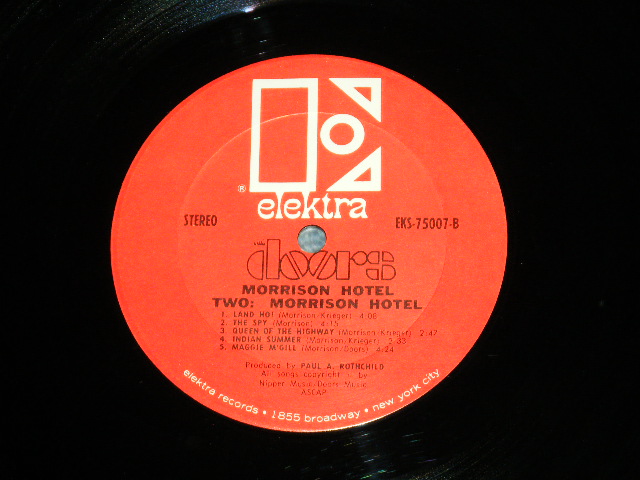 ®
elektra
STEREO
EKS-75007-B
the doors
MORRISON HOTEL
TWO: MORRISON HOTEL
1. LAND HO! (Morrison-Krieger) 4:08
2. THE SPY (Morrison) 4:15
3. QUEEN OF THE HIGHWAY (Morrison-Krieger) 2:47
4. INDIAN SUMMER (Morrison-Krieger) 2:33
5. MAGGIE M'GILL (Morrison-Doors) 4:24
Produced by PAUL A. ROTHCHILD
All songs copyright by
Nipper Music-Doors Music,
ASCAP
elektra records • 1855 broadway • new york city